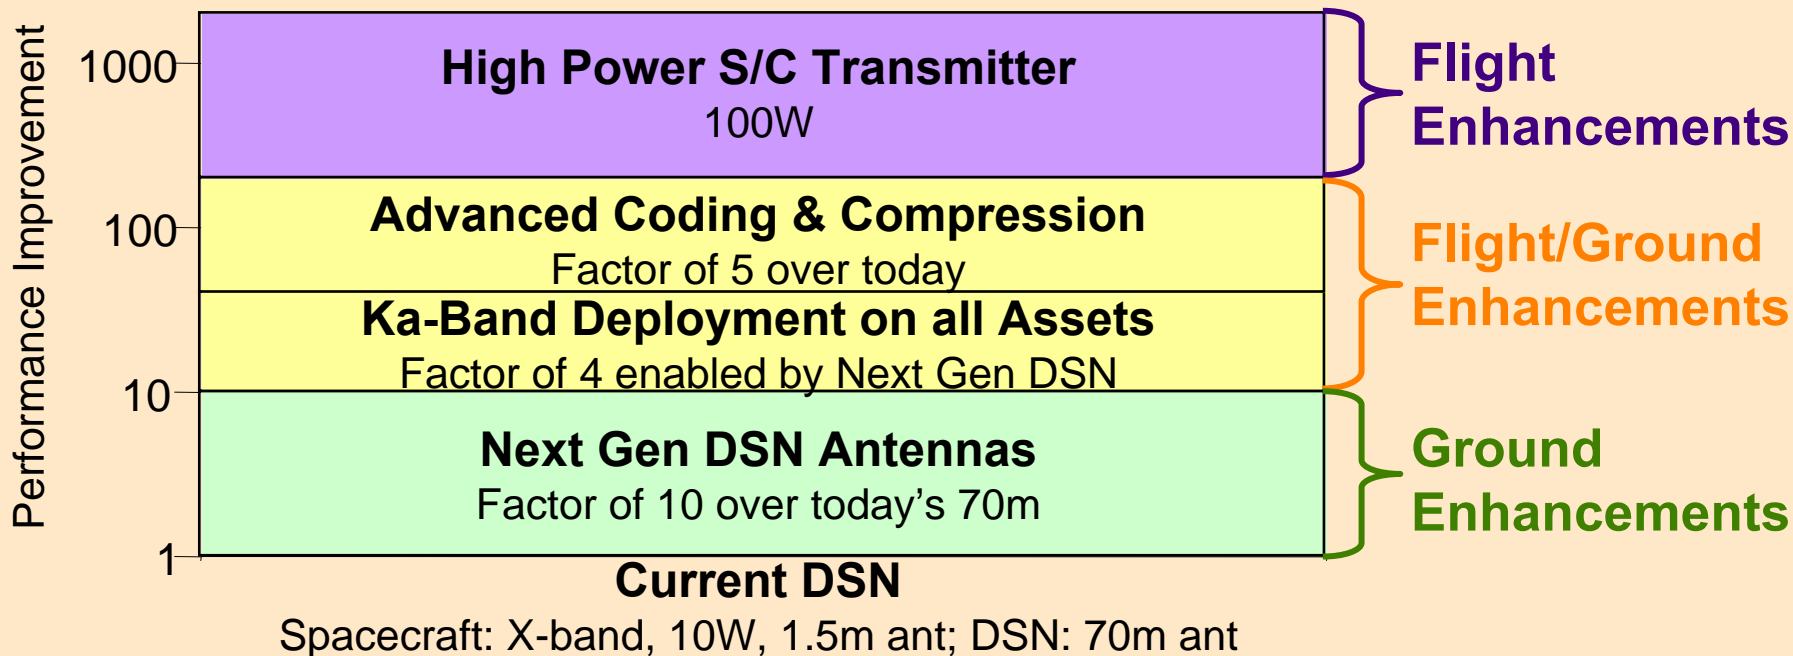 Performance Improvement
1000
100
10
1
High Power S/C Transmitter
100W
Advanced Coding & Compression
Factor of 5 over today
Ka-Band Deployment on all Assets
Factor of 4 enabled by Next Gen DSN
Next Gen DSN Antennas
Factor of 10 over today’s 70m
Current DSN
Spacecraft: X-band, 10W, 1.5m ant; DSN: 70m ant
Flight
Enhancements
Flight/Ground
Enhancements
Ground
Enhancements